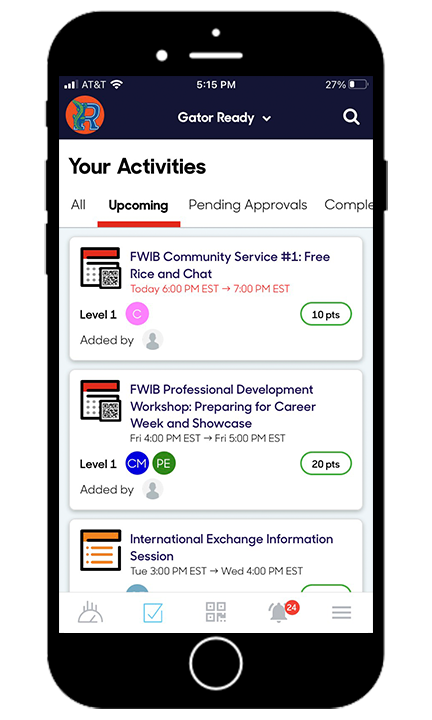 AT&T
5:15 PM
27%
R
Gator Ready
Your Activities
All Upcoming Pending Approvals Comple
FWIB Community Service #1: Free
Rice and Chat
Today 6:00 PM EST → 7:00 PM EST
Level 1 C 10 pts
Added by
FWIB Professional Development
Workshop: Preparing for Career
Week and Showcase
Fri 4:00 PM EST → Fri 5:00 PM EST
Level 1 CM PE 20 pts
Added by
International Exchange Information
Session
Tue 3:00 PM EST → Wed 4:00 PM EST
24